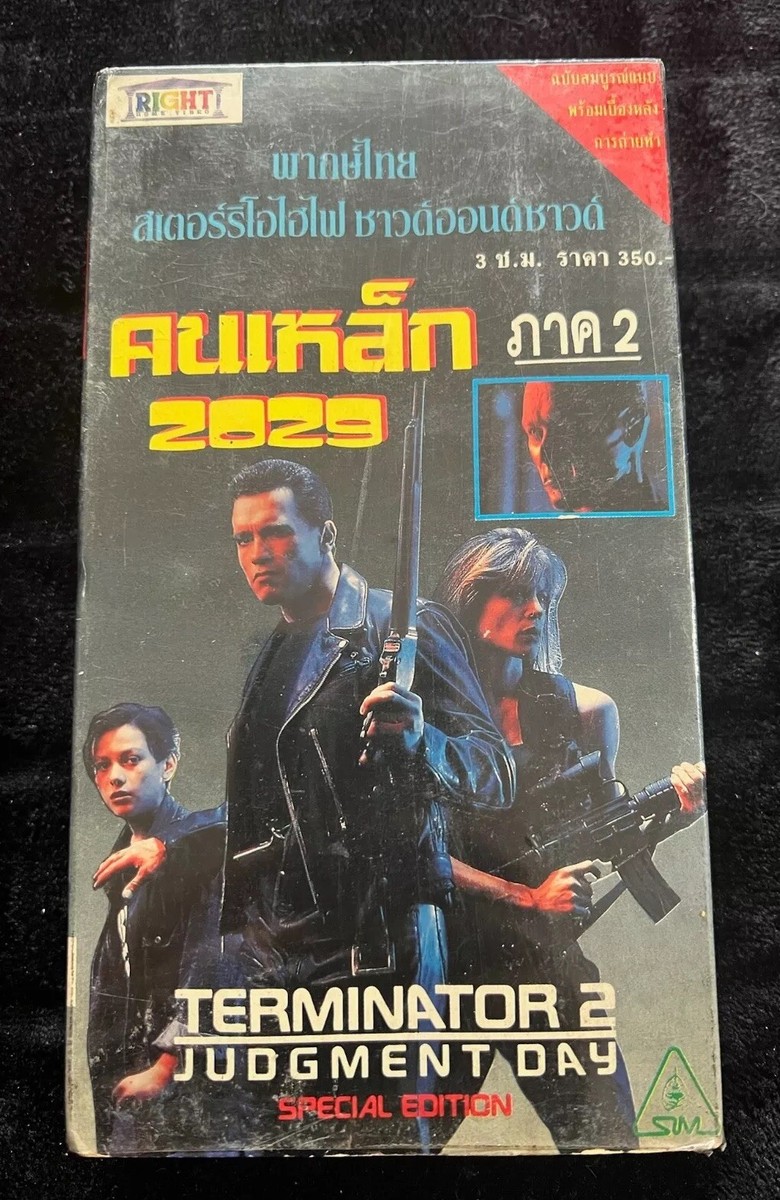 RIGHT
HOME VIDEO
ฉบับสมบูรณ์แบบ
พร้อมเบื้องหลัง
การถ่ายทำ
พากษ์ไทย
สเตอร์ริโอไฮไฟ ซาวด์ออนด์ซาวด์
3 ช.ม. ราคา 350.-
คนเหล็ก ภาค 2
2029
TERMINATOR 2
JUDGMENT DAY
SPECIAL EDITION